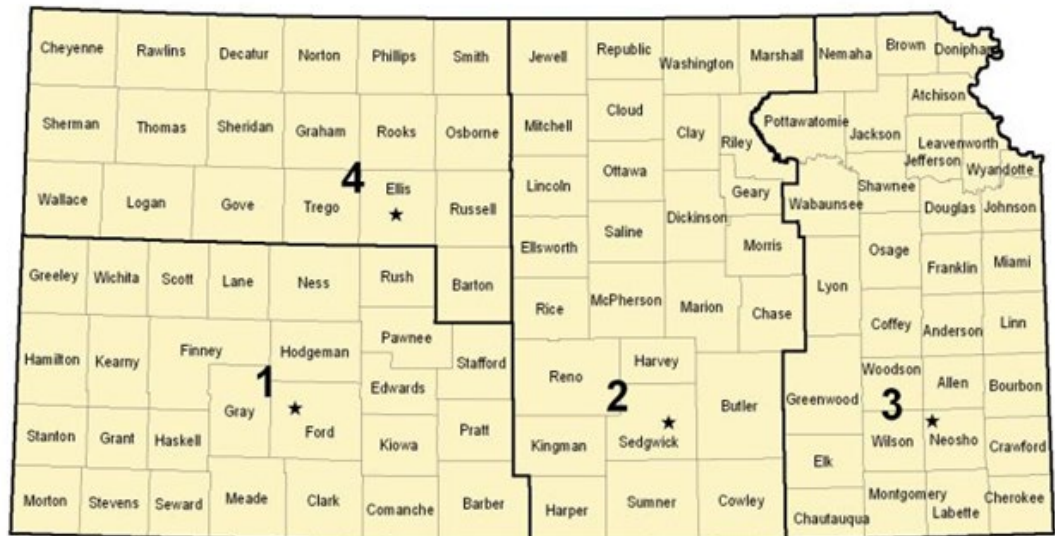 Cheyenne Rawlins Decatur Norton Phillips Smith Jewell Republic Washington Marshall Nemaha Brown Doniphan
Sherman Thomas Sheridan Graham Rooks Osborne Mitchell Cloud Clay Riley Pottawatomie Jackson Atchison
Leavenworth
Jefferson Wyandotte
4 Ellis
Wallace Logan Gove Trego Russell Lincoln Ottawa Geary Wabaunsee Shawnee
Dickinson Douglas Johnson
Ellsworth Saline Morris Osage
Greeley Wichita Scott Lane Ness Rush Barton Lyon Franklin Miami
Rice McPherson Marion Chase
Hamilton Kearny Finney Hodgeman Pawnee Stafford Coffey Anderson Linn
1 Edwards Reno Harvey Woodson Allen Bourbon
2 Butler Greenwood 3
Stanton Grant Haskell Gray Ford Kiowa Pratt Kingman Sedgwick Elk Wilson Neosho Crawford
Morton Stevens Seward Meade Clark Comanche Barber Harper Sumner Cowley Chautauqua Montgomery Labette Cherokee